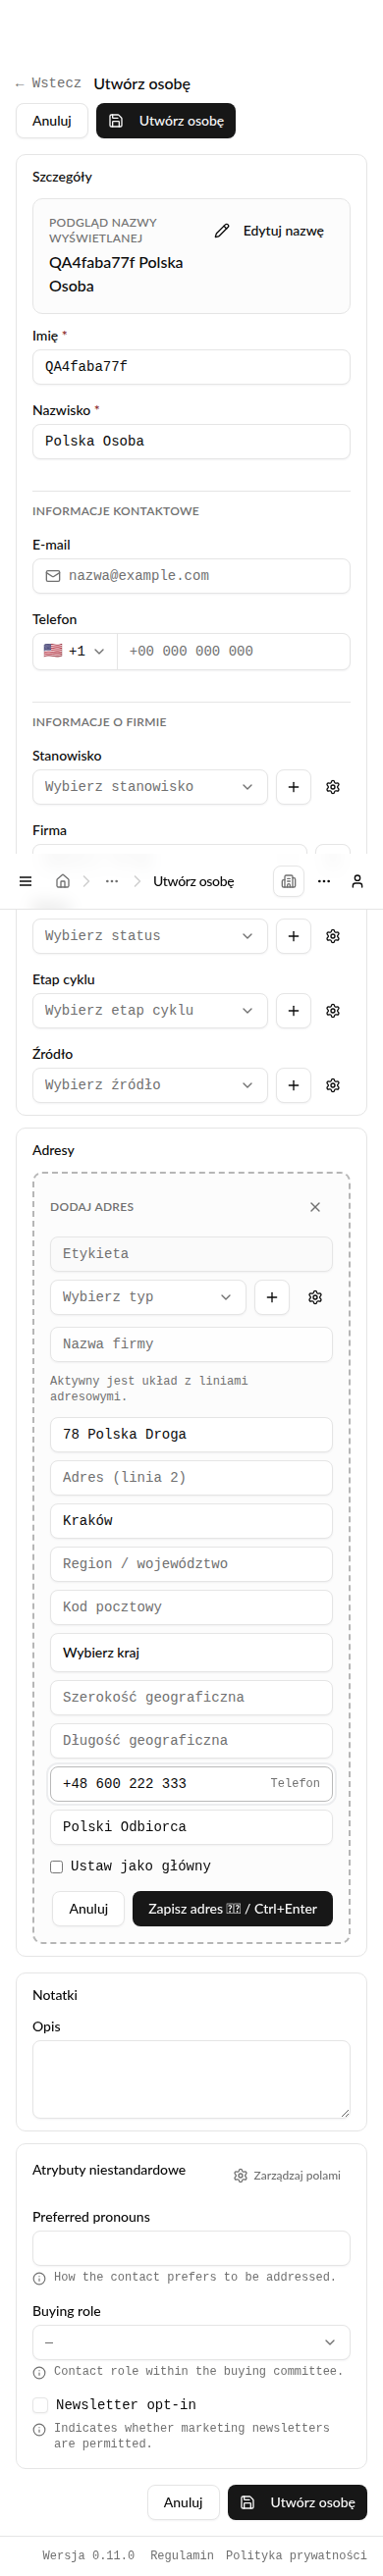 ← Wstecz Utwórz osobę
Anuluj Utwórz osobę
Szczegóły
PODGLĄD NAZWY
WYŚWIETLANEJ
Edytuj nazwę
QA4faba77f Polska
Osoba
Imię *
QA4faba77f
Nazwisko *
Polska Osoba
INFORMACJE KONTAKTOWE
E-mail
nazwa@example.com
Telefon
+1 +00 000 000 000
INFORMACJE O FIRMIE
Stanowisko
Wybierz stanowisko
Firma
Utwórz osobę
Wybierz status
Etap cyklu
Wybierz etap cyklu
Źródło
Wybierz źródło
Adresy
DODAJ ADRES
Etykieta
Wybierz typ
Nazwa firmy
Aktywny jest układ z liniami
adresowymi.
78 Polska Droga
Adres (linia 2)
Kraków
Region / województwo
Kod pocztowy
Wybierz kraj
Szerokość geograficzna
Długość geograficzna
+48 600 222 333 Telefon
Polski Odbiorca
Ustaw jako główny
Anuluj Zapisz adres / Ctrl+Enter
Notatki
Opis
Atrybuty niestandardowe
Zarządzaj polami
Preferred pronouns
How the contact prefers to be addressed.
Buying role
—
Contact role within the buying committee.
Newsletter opt-in
Indicates whether marketing newsletters
are permitted.
Anuluj Utwórz osobę
Wersja 0.11.0 Regulamin Polityka prywatności